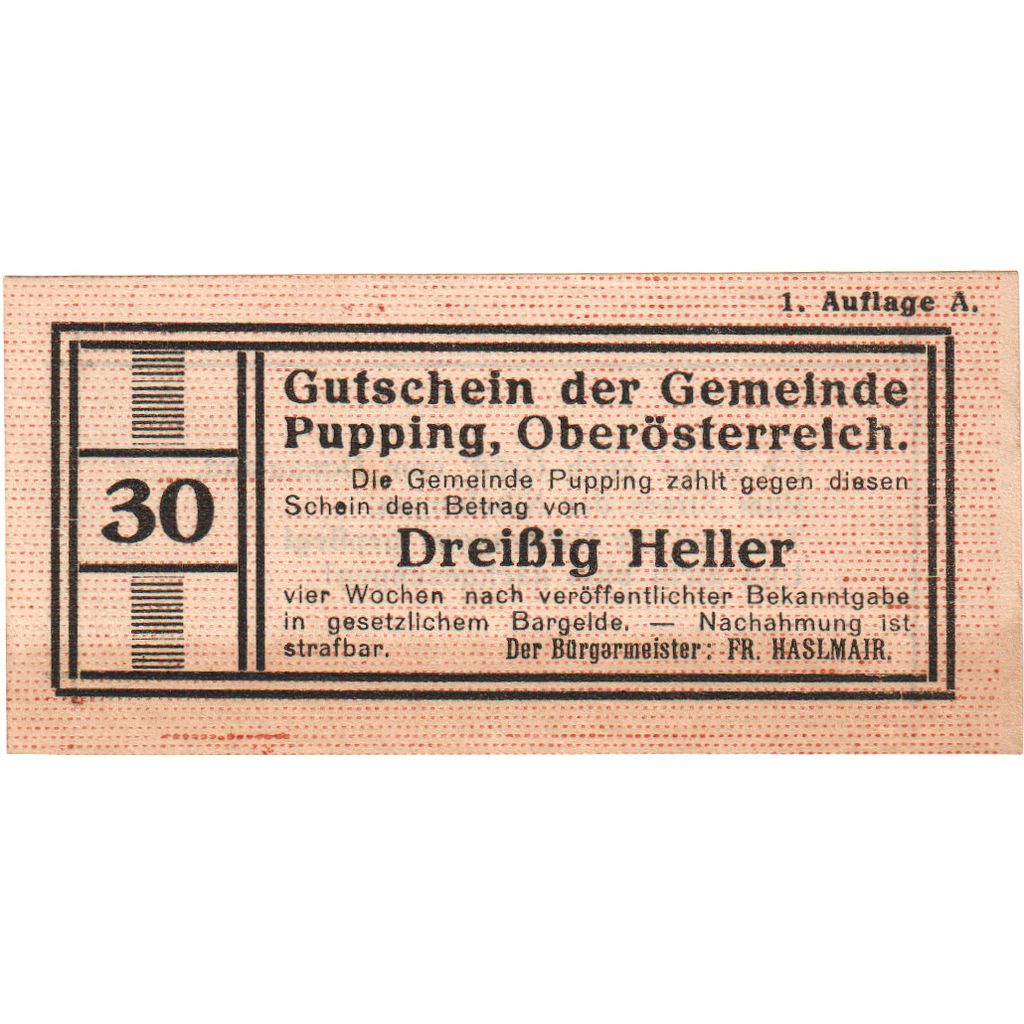 1. Auflage A.
Gutschein der Gemeinde
Pupping, Oberösterreich.
30
Die Gemeinde Pupping zahlt gegen diesen
Schein den Betrag von
Dreißig Heller
vier Wochen nach veröffentlichter Bekanntgabe
in gesetzlichem Bargelde. — Nachahmung ist
strafbar. Der Bürgarmeister: FR. HASLMAIR.